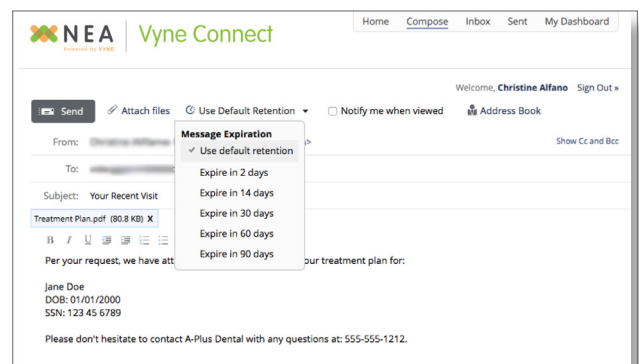 NEA
Powered by VYNE
Vyne Connect
Home Compose Inbox Sent My Dashboard
Welcome, Christine Alfano Sign Out »
Send Attach files Use Default Retention Notify me when viewed Address Book
From: > Show Cc and Bcc
Message Expiration
Use default retention
Expire in 2 days
Expire in 14 days
Expire in 30 days
Expire in 60 days
Expire in 90 days
To:
Subject: Your Recent Visit
Treatment Plan.pdf (80.8 KB) X
B I U
Per your request, we have att our treatment plan for:
Jane Doe
DOB: 01/01/2000
SSN: 123 45 6789
Please don't hesitate to contact A-Plus Dental with any questions at: 555-555-1212.